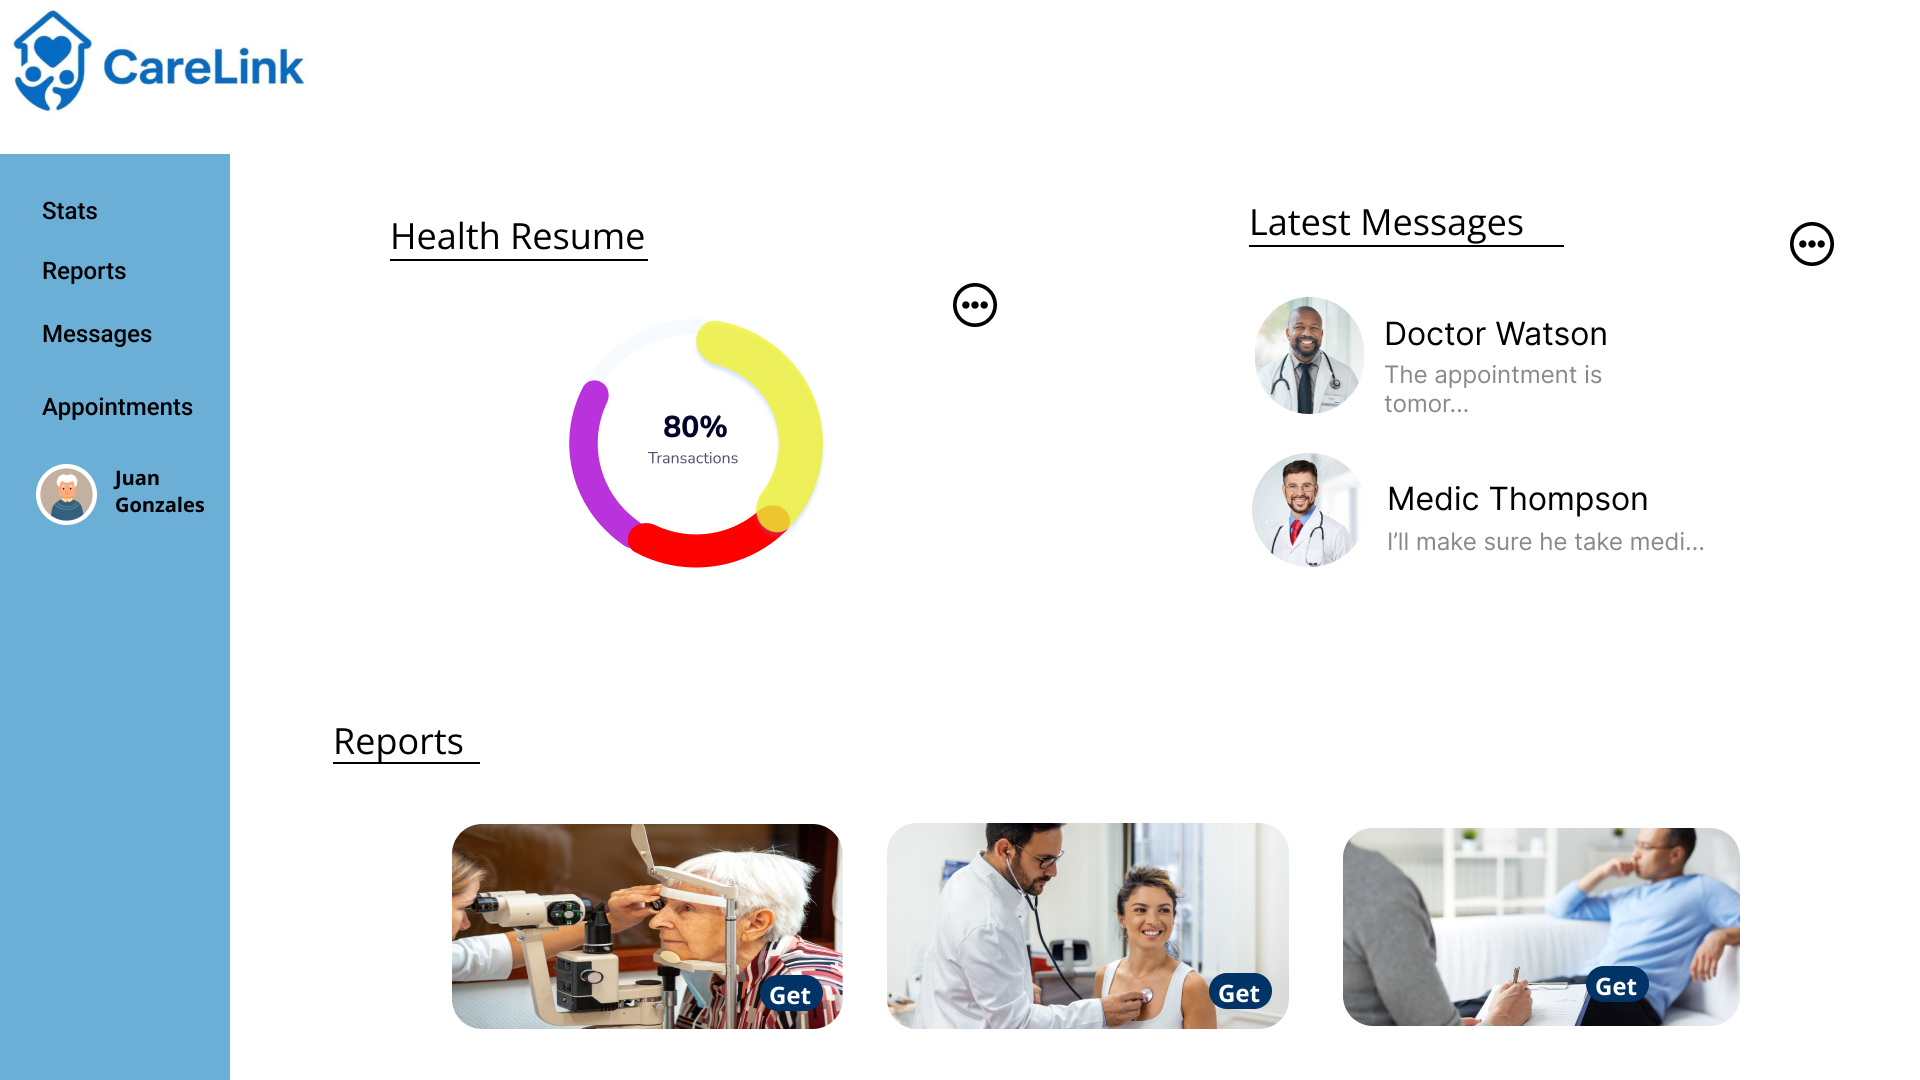 CareLink
Stats
Reports
Messages
Appointments
Juan
Gonzales
Health Resume
80%
Transactions
Latest Messages
Doctor Watson
The appointment is
tomor...
Medic Thompson
I'll make sure he take medi...
Reports
Get
Get
Get